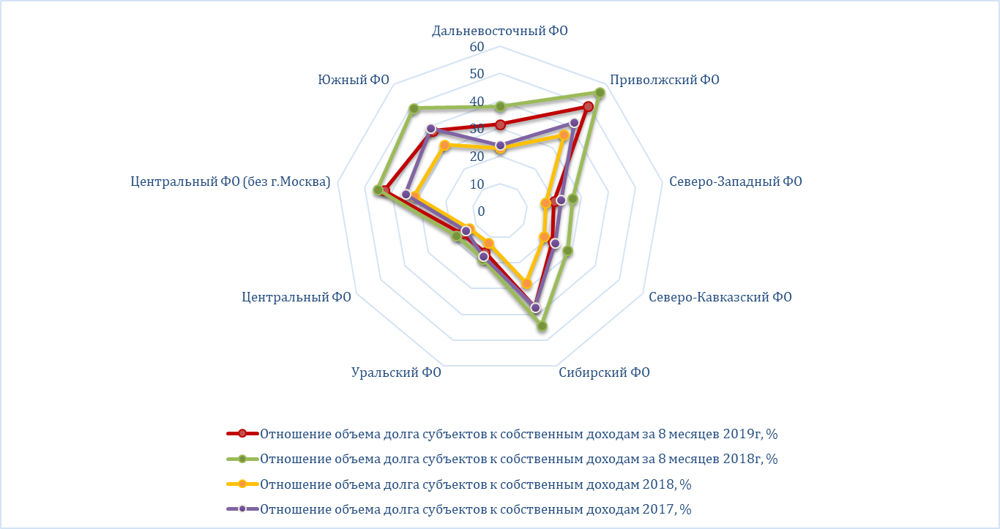 Дальневосточный ФО
60
Южный ФО
Приволжский ФО
50
40
30
20
Центральный ФО (без г.Москва)
Северо-Западный ФО
10
0
Центральный ФО
Северо-Кавказский ФО
Уральский ФО
Сибирский ФО
Отношение объема долга субъектов к собственным доходам за 8 месяцев 2019г, %
Отношение объема долга субъектов к собственным доходам за 8 месяцев 2018г, %
Отношение объема долга субъектов к собственным доходам 2018, %
Отношение объема долга субъектов к собственным доходам 2017, %